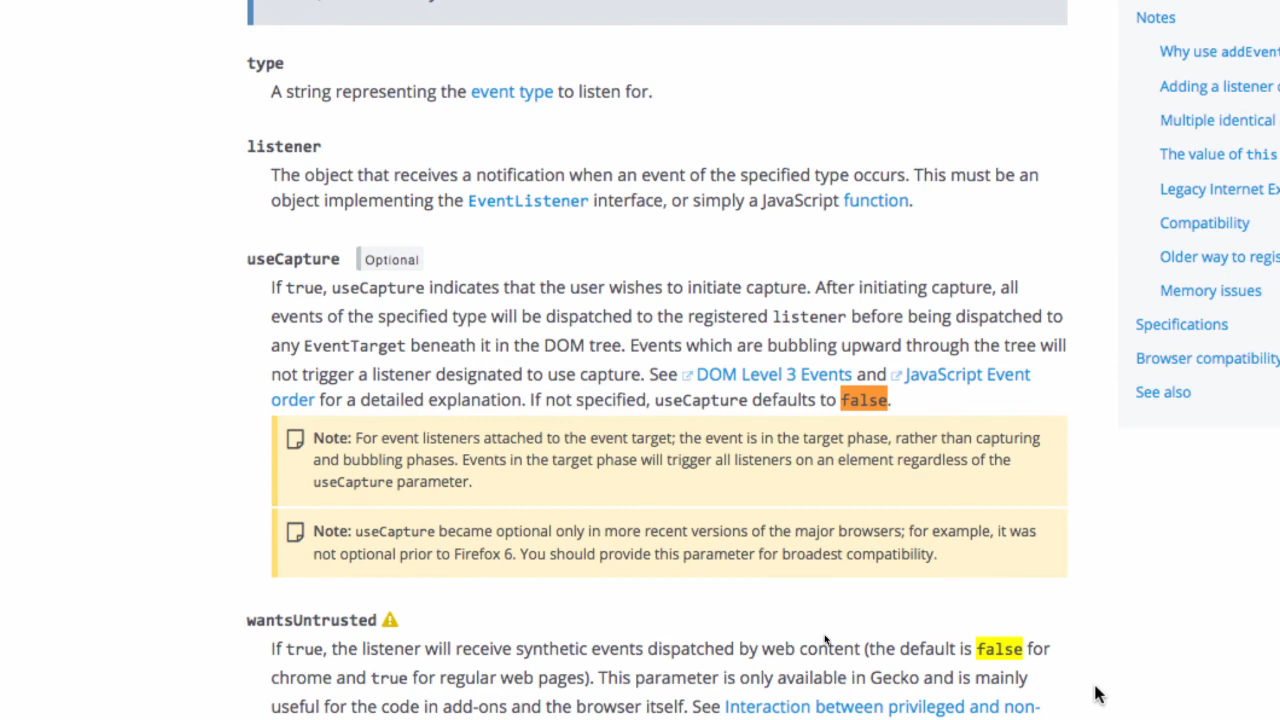 type
A string representing the event type to listen for.
listener
The object that receives a notification when an event of the specified type occurs. This must be an
object implementing the EventListener interface, or simply a JavaScript function.
useCapture Optional
If true, useCapture indicates that the user wishes to initiate capture. After initiating capture, all
events of the specified type will be dispatched to the registered listener before being dispatched to
any EventTarget beneath it in the DOM tree. Events which are bubbling upward through the tree will
not trigger a listener designated to use capture. See DOM Level 3 Events and JavaScript Event
order for a detailed explanation. If not specified, useCapture defaults to false.
Note: For event listeners attached to the event target; the event is in the target phase, rather than capturing
and bubbling phases. Events in the target phase will trigger all listeners on an element regardless of the
useCapture parameter.
Note: useCapture became optional only in more recent versions of the major browsers; for example, it was
not optional prior to Firefox 6. You should provide this parameter for broadest compatibility.
wantsUntrusted
If true, the listener will receive synthetic events dispatched by web content (the default is false for
chrome and true for regular web pages). This parameter is only available in Gecko and is mainly
useful for the code in add-ons and the browser itself. See Interaction between privileged and non-
Notes
Why use addEvent
Adding a listener
Multiple identical
The value of this
Legacy Internet Ex
Compatibility
Older way to regis
Memory issues
Specifications
Browser compatibility
See also